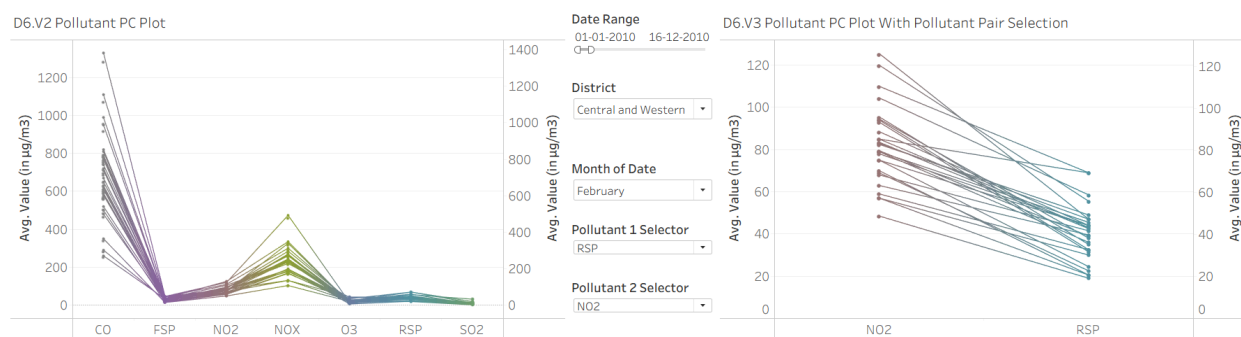 D6.V2 Pollutant PC Plot
Avg. Value (in µg/m3)
1200
1000
800
600
400
200
0
1400
1200
1000
800
600
400
200
0
Avg. Value (in µg/m3)
CO FSP NO2 NOX O3 RSP SO2
Date Range
01-01-2010 16-12-2010
District
Central and Western
Month of Date
February
Pollutant 1 Selector
RSP
Pollutant 2 Selector
NO2
D6.V3 Pollutant PC Plot With Pollutant Pair Selection
Avg. Value (in µg/m3)
120
100
80
60
40
20
0
120
100
80
60
40
20
0
Avg. Value (in µg/m3)
NO2 RSP